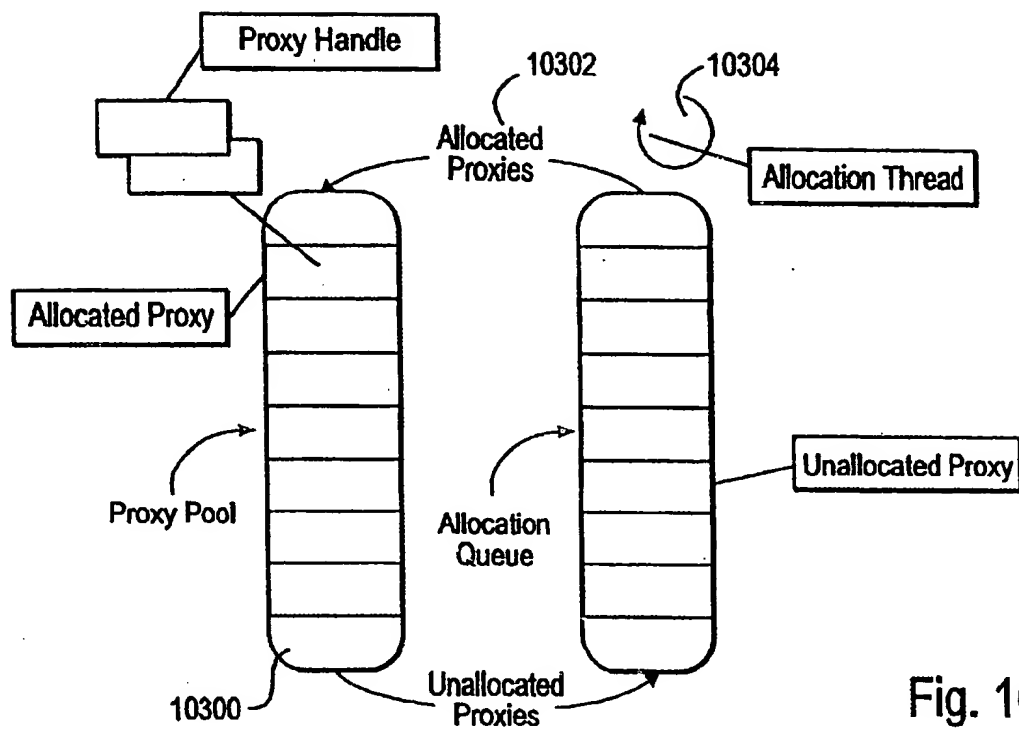 Proxy Handle
10302
10304
Allocated
Proxies
Allocation Thread
Allocated Proxy
Unallocated Proxy
Proxy Pool
Allocation
Queue
10300
Unallocated
Proxies
Fig.